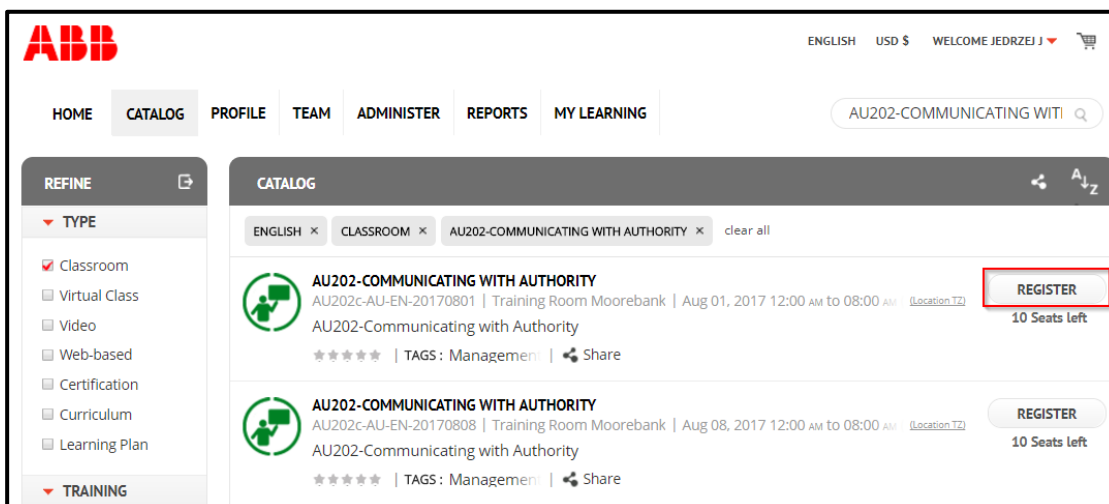 ABB
ENGLISH USD $ WELCOME JEDRZEJ J
HOME CATALOG PROFILE TEAM ADMINISTER REPORTS MY LEARNING
AU202-COMMUNICATING WITI
REFINE
TYPE
Classroom
Virtual Class
Video
Web-based
Certification
Curriculum
Learning Plan
TRAINING
CATALOG
A↓Z
ENGLISH × CLASSROOM × AU202-COMMUNICATING WITH AUTHORITY × clear all
AU202-COMMUNICATING WITH AUTHORITY
AU202c-AU-EN-20170801 | Training Room Moorebank | Aug 01, 2017 12:00 AM to 08:00 AM (Location TZ)
AU202-Communicating with Authority
TAGS : Management | Share
REGISTER
10 Seats left
AU202-COMMUNICATING WITH AUTHORITY
AU202c-AU-EN-20170808 | Training Room Moorebank | Aug 08, 2017 12:00 AM to 08:00 AM (Location TZ)
AU202-Communicating with Authority
TAGS : Management | Share
REGISTER
10 Seats left